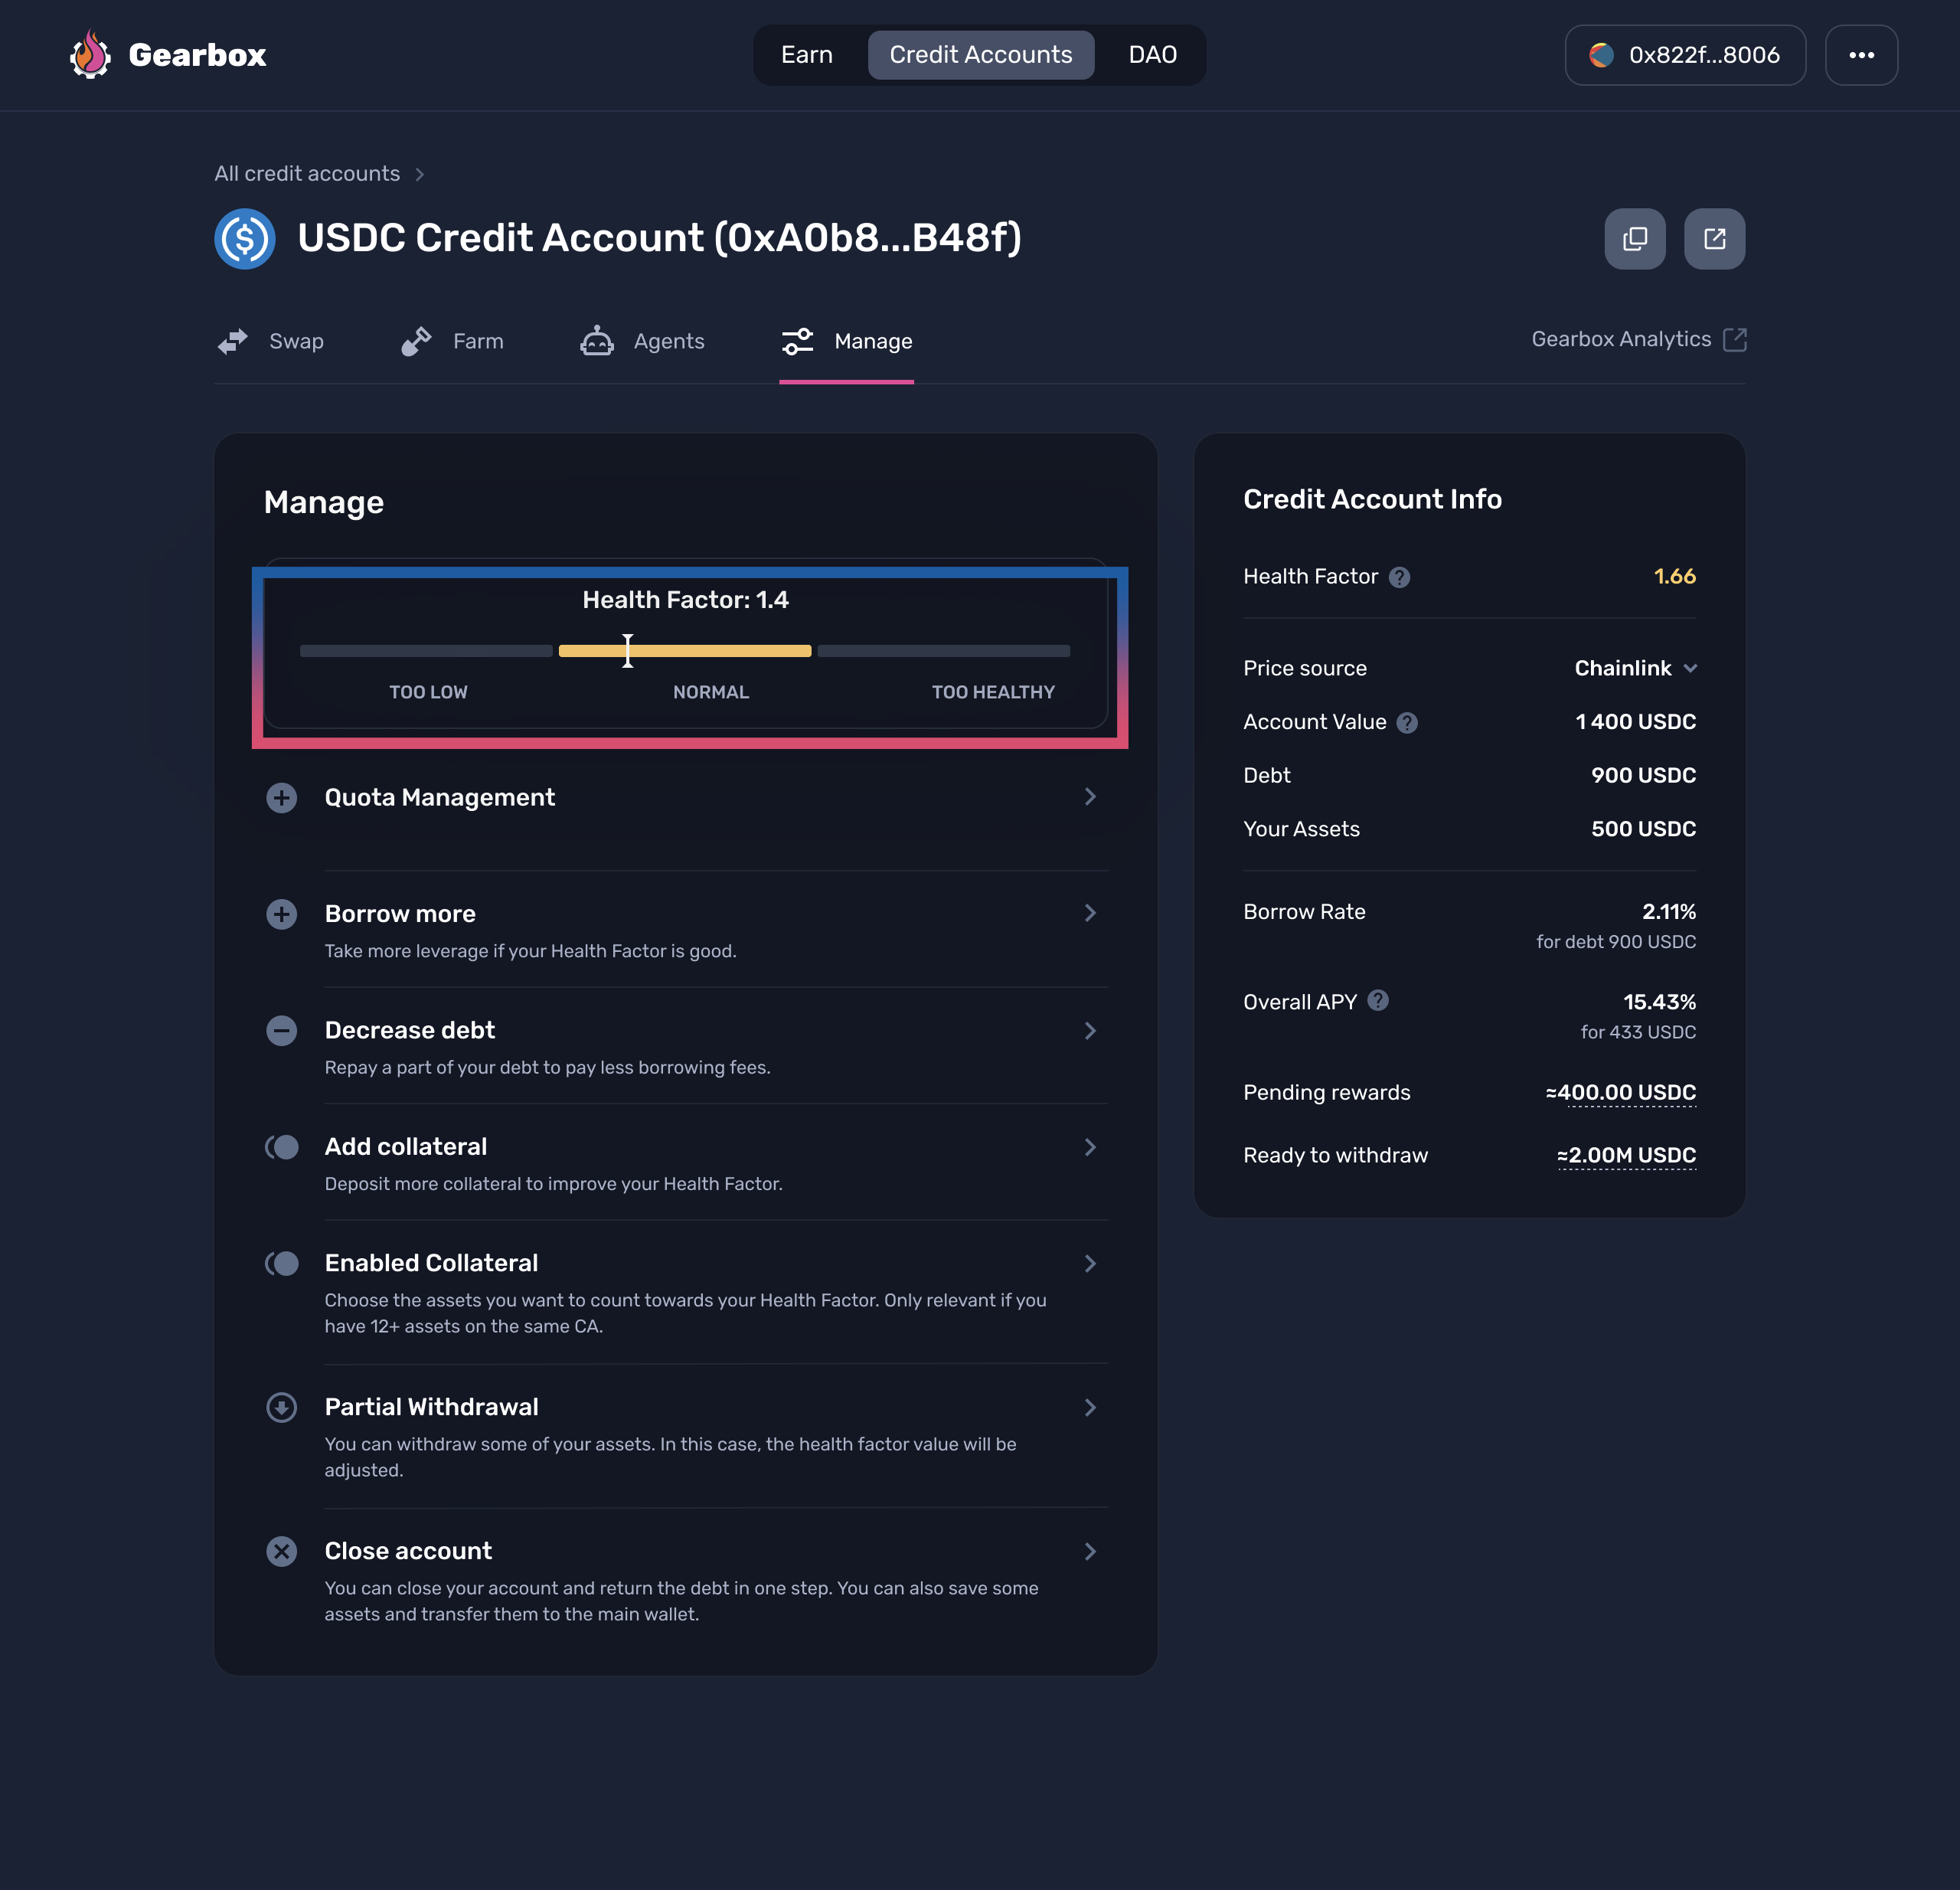 Gearbox
Earn
Credit Accounts
DAO
0x822f...8006
All credit accounts
USDC Credit Account (0xA0b8...B48f)
Swap
Farm
Agents
Manage
Gearbox Analytics
Manage
Health Factor: 1.4
TOO LOW
NORMAL
TOO HEALTHY
Quota Management
Borrow more
Take more leverage if your Health Factor is good.
Decrease debt
Repay a part of your debt to pay less borrowing fees.
Add collateral
Deposit more collateral to improve your Health Factor.
Enabled Collateral
Choose the assets you want to count towards your Health Factor. Only relevant if you
have 12+ assets on the same CA.
Partial Withdrawal
You can withdraw some of your assets. In this case, the health factor value will be
adjusted.
Close account
You can close your account and return the debt in one step. You can also save some
assets and transfer them to the main wallet.
Credit Account Info
Health Factor ? 1.66
Price source Chainlink
Account Value ? 1 400 USDC
Debt 900 USDC
Your Assets 500 USDC
Borrow Rate 2.11%
for debt 900 USDC
Overall APY ? 15.43%
for 433 USDC
Pending rewards ≈400.00 USDC
Ready to withdraw ≈2.00M USDC